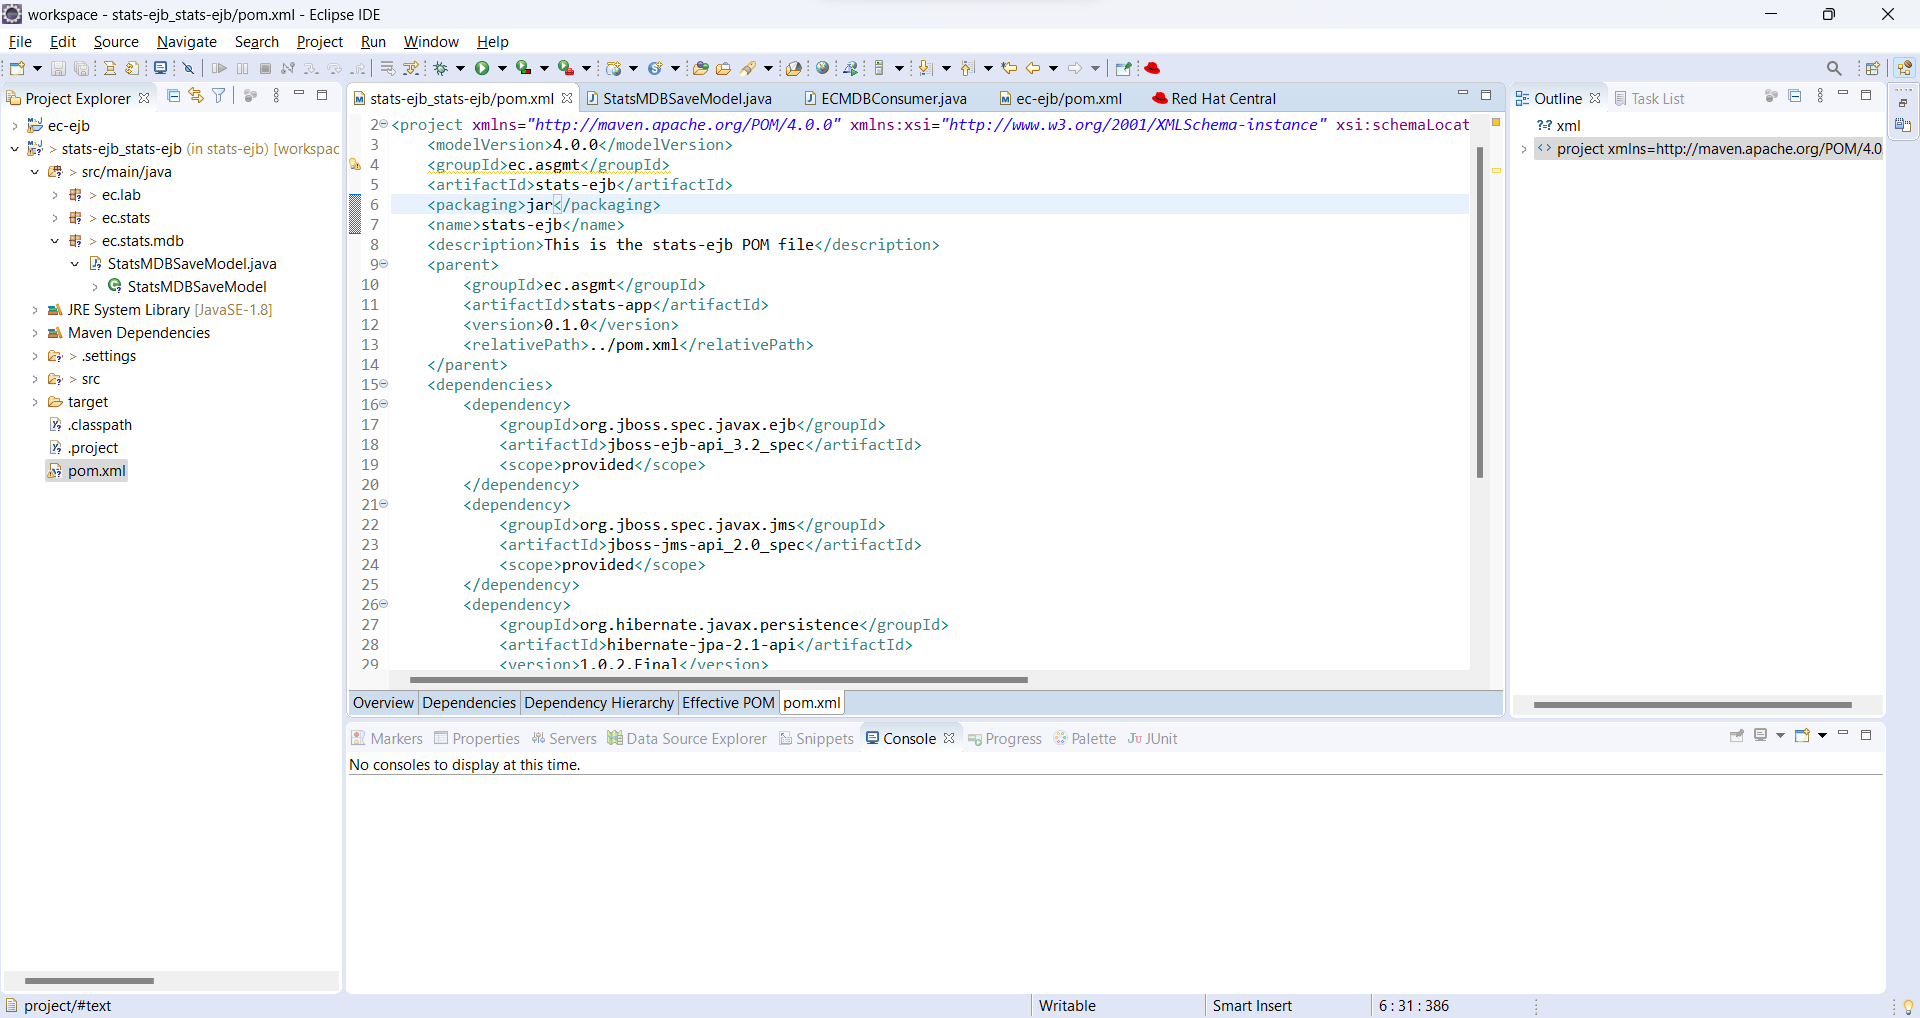 workspace - stats-ejb_stats-ejb/pom.xml - Eclipse IDE
File Edit Source Navigate Search Project Run Window Help
Project Explorer
ec-ejb
> stats-ejb_stats-ejb (in stats-ejb) [workspac
> src/main/java
> ec.lab
> ec.stats
> ec.stats.mdb
StatsMDBSaveModel.java
StatsMDBSaveModel
JRE System Library [JavaSE-1.8]
Maven Dependencies
> .settings
> src
target
.classpath
.project
pom.xml
stats-ejb_stats-ejb/pom.xml StatsMDBSaveModel.java ECMDBConsumer.java ec-ejb/pom.xml Red Hat Central
2 <project xmlns="http://maven.apache.org/POM/4.0.0" xmlns:xsi="http://www.w3.org/2001/XMLSchema-instance" xsi:schemaLocat
3 <modelVersion>4.0.0</modelVersion>
4 <groupId>ec.asgmt</groupId>
5 <artifactId>stats-ejb</artifactId>
6 <packaging>jar</packaging>
7 <name>stats-ejb</name>
8 <description>This is the stats-ejb POM file</description>
9 <parent>
10 <groupId>ec.asgmt</groupId>
11 <artifactId>stats-app</artifactId>
12 <version>0.1.0</version>
13 <relativePath>../pom.xml</relativePath>
14 </parent>
15 <dependencies>
16 <dependency>
17 <groupId>org.jboss.spec.javax.ejb</groupId>
18 <artifactId>jboss-ejb-api_3.2_spec</artifactId>
19 <scope>provided</scope>
20 </dependency>
21 <dependency>
22 <groupId>org.jboss.spec.javax.jms</groupId>
23 <artifactId>jboss-jms-api_2.0_spec</artifactId>
24 <scope>provided</scope>
25 </dependency>
26 <dependency>
27 <groupId>org.hibernate.javax.persistence</groupId>
28 <artifactId>hibernate-jpa-2.1-api</artifactId>
29 <version>1.0.2.Final</version>
Overview Dependencies Dependency Hierarchy Effective POM pom.xml
Outline Task List
?-? xml
<> project xmlns=http://maven.apache.org/POM/4.0
Markers Properties Servers Data Source Explorer Snippets Console Progress Palette JUnit
No consoles to display at this time.
project/#text
Writable
Smart Insert
6 : 31 : 386